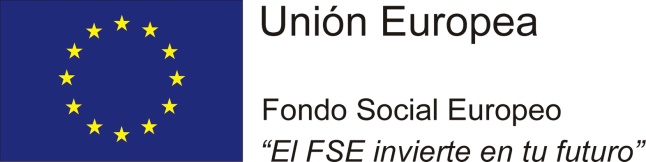 Unión Europea
Fondo Social Europeo
“El FSE invierte en tu futuro”